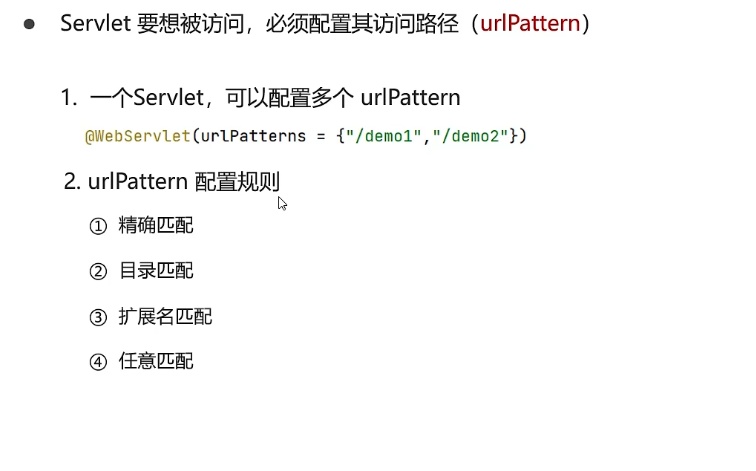 ● Servlet 要想被访问，必须配置其访问路径（urlPattern）
1. 一个Servlet，可以配置多个 urlPattern
@WebServlet(urlPatterns = {"/demo1","/demo2"})
2. urlPattern 配置规则
① 精确匹配
② 目录匹配
③ 扩展名匹配
④ 任意匹配